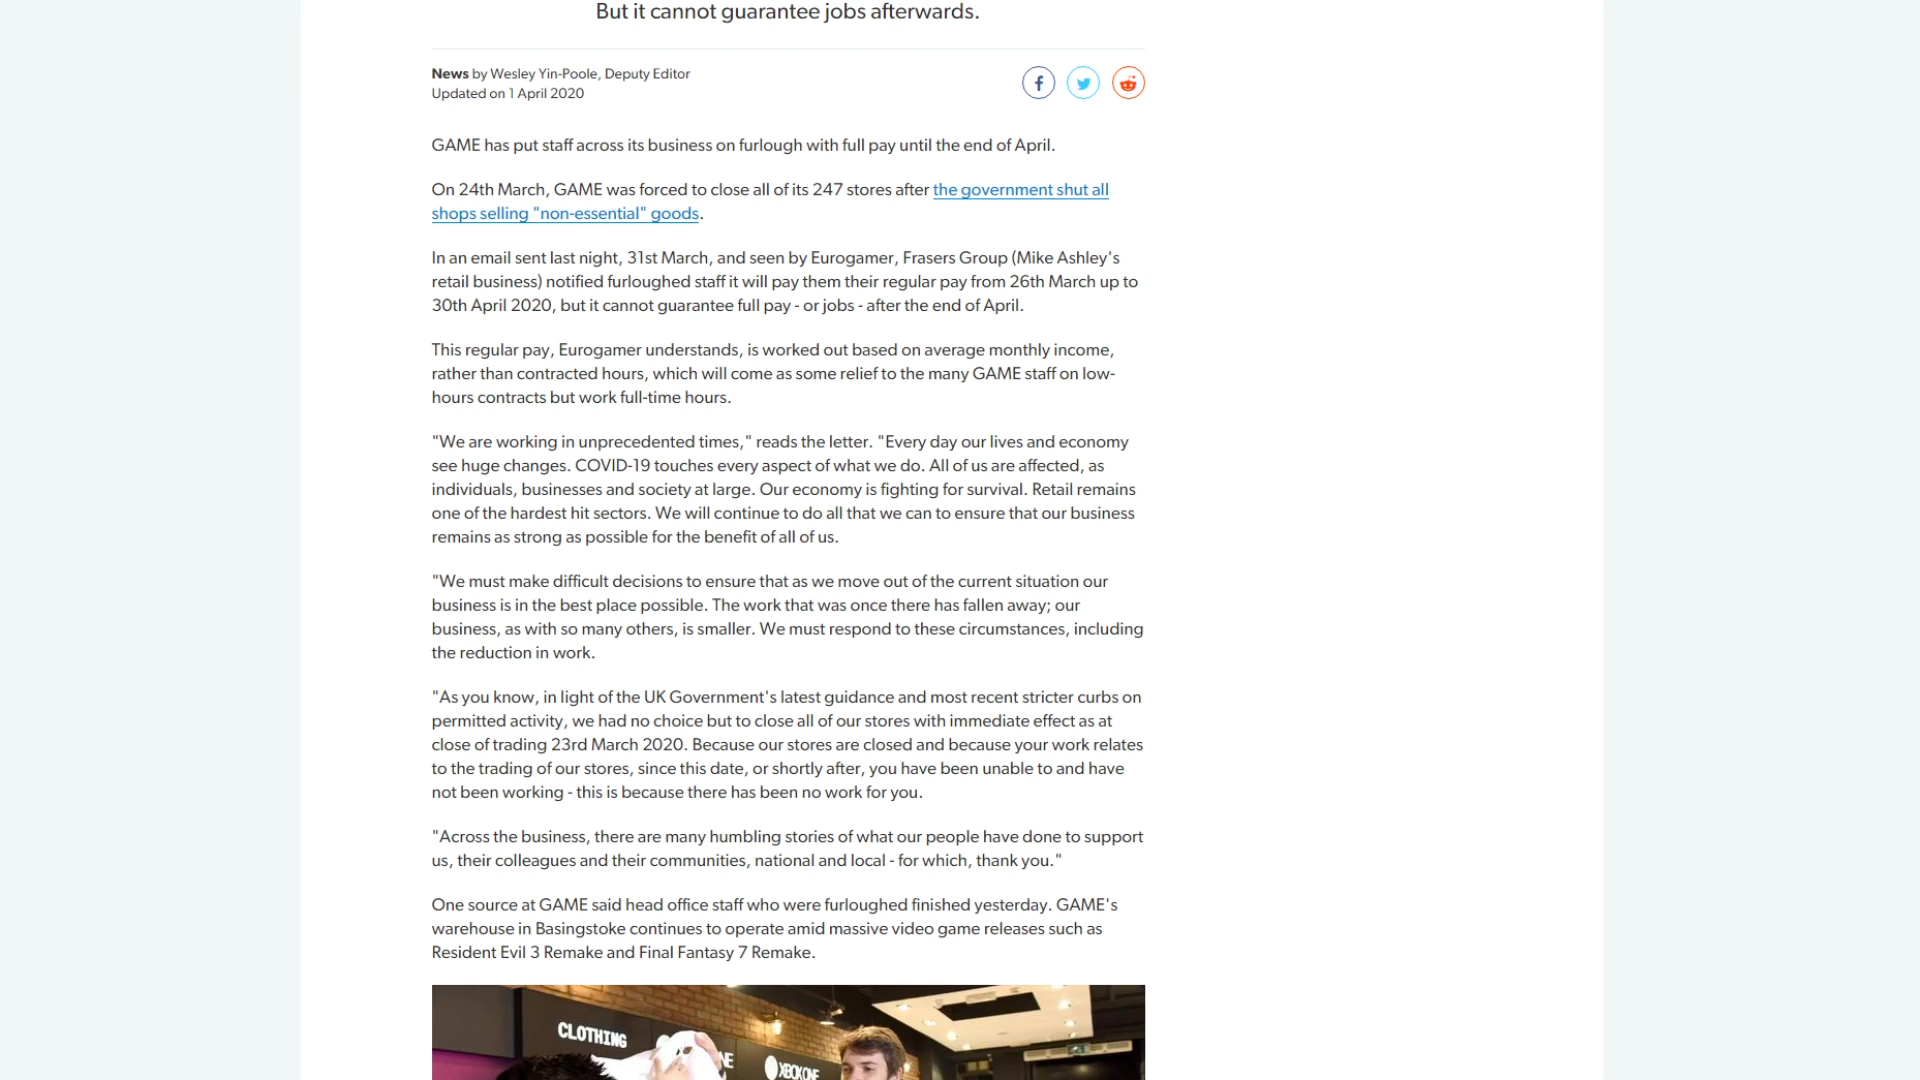 But it cannot guarantee jobs afterwards.
News by Wesley Yin-Poole, Deputy Editor
Updated on 1 April 2020
GAME has put staff across its business on furlough with full pay until the end of April.
On 24th March, GAME was forced to close all of its 247 stores after the government shut all
shops selling "non-essential" goods.
In an email sent last night, 31st March, and seen by Eurogamer, Frasers Group (Mike Ashley's
retail business) notified furloughed staff it will pay them their regular pay from 26th March up to
30th April 2020, but it cannot guarantee full pay - or jobs - after the end of April.
This regular pay, Eurogamer understands, is worked out based on average monthly income,
rather than contracted hours, which will come as some relief to the many GAME staff on low-
hours contracts but work full-time hours.
"We are working in unprecedented times," reads the letter. "Every day our lives and economy
see huge changes. COVID-19 touches every aspect of what we do. All of us are affected, as
individuals, businesses and society at large. Our economy is fighting for survival. Retail remains
one of the hardest hit sectors. We will continue to do all that we can to ensure that our business
remains as strong as possible for the benefit of all of us.
"We must make difficult decisions to ensure that as we move out of the current situation our
business is in the best place possible. The work that was once there has fallen away; our
business, as with so many others, is smaller. We must respond to these circumstances, including
the reduction in work.
"As you know, in light of the UK Government's latest guidance and most recent stricter curbs on
permitted activity, we had no choice but to close all of our stores with immediate effect as at
close of trading 23rd March 2020. Because our stores are closed and because your work relates
to the trading of our stores, since this date, or shortly after, you have been unable to and have
not been working - this is because there has been no work for you.
"Across the business, there are many humbling stories of what our people have done to support
us, their colleagues and their communities, national and local - for which, thank you."
One source at GAME said head office staff who were furloughed finished yesterday. GAME's
warehouse in Basingstoke continues to operate amid massive video game releases such as
Resident Evil 3 Remake and Final Fantasy 7 Remake.
CLOTHING
XBOX ONE